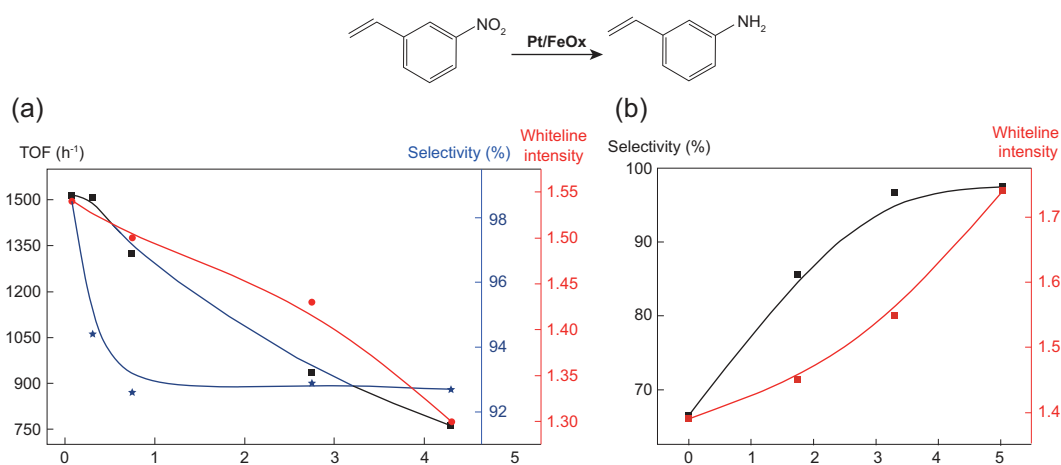 NO₂
Pt/FeOx
NH₂
(a)
TOF (h⁻¹)
Selectivity (%)
Whiteline
intensity
1500
1350
1200
1050
900
750
98
96
94
92
1.55
1.50
1.45
1.40
1.35
1.30
0 1 2 3 4 5
(b)
Selectivity (%)
Whiteline
intensity
100
90
80
70
1.7
1.6
1.5
1.4
0 1 2 3 4 5